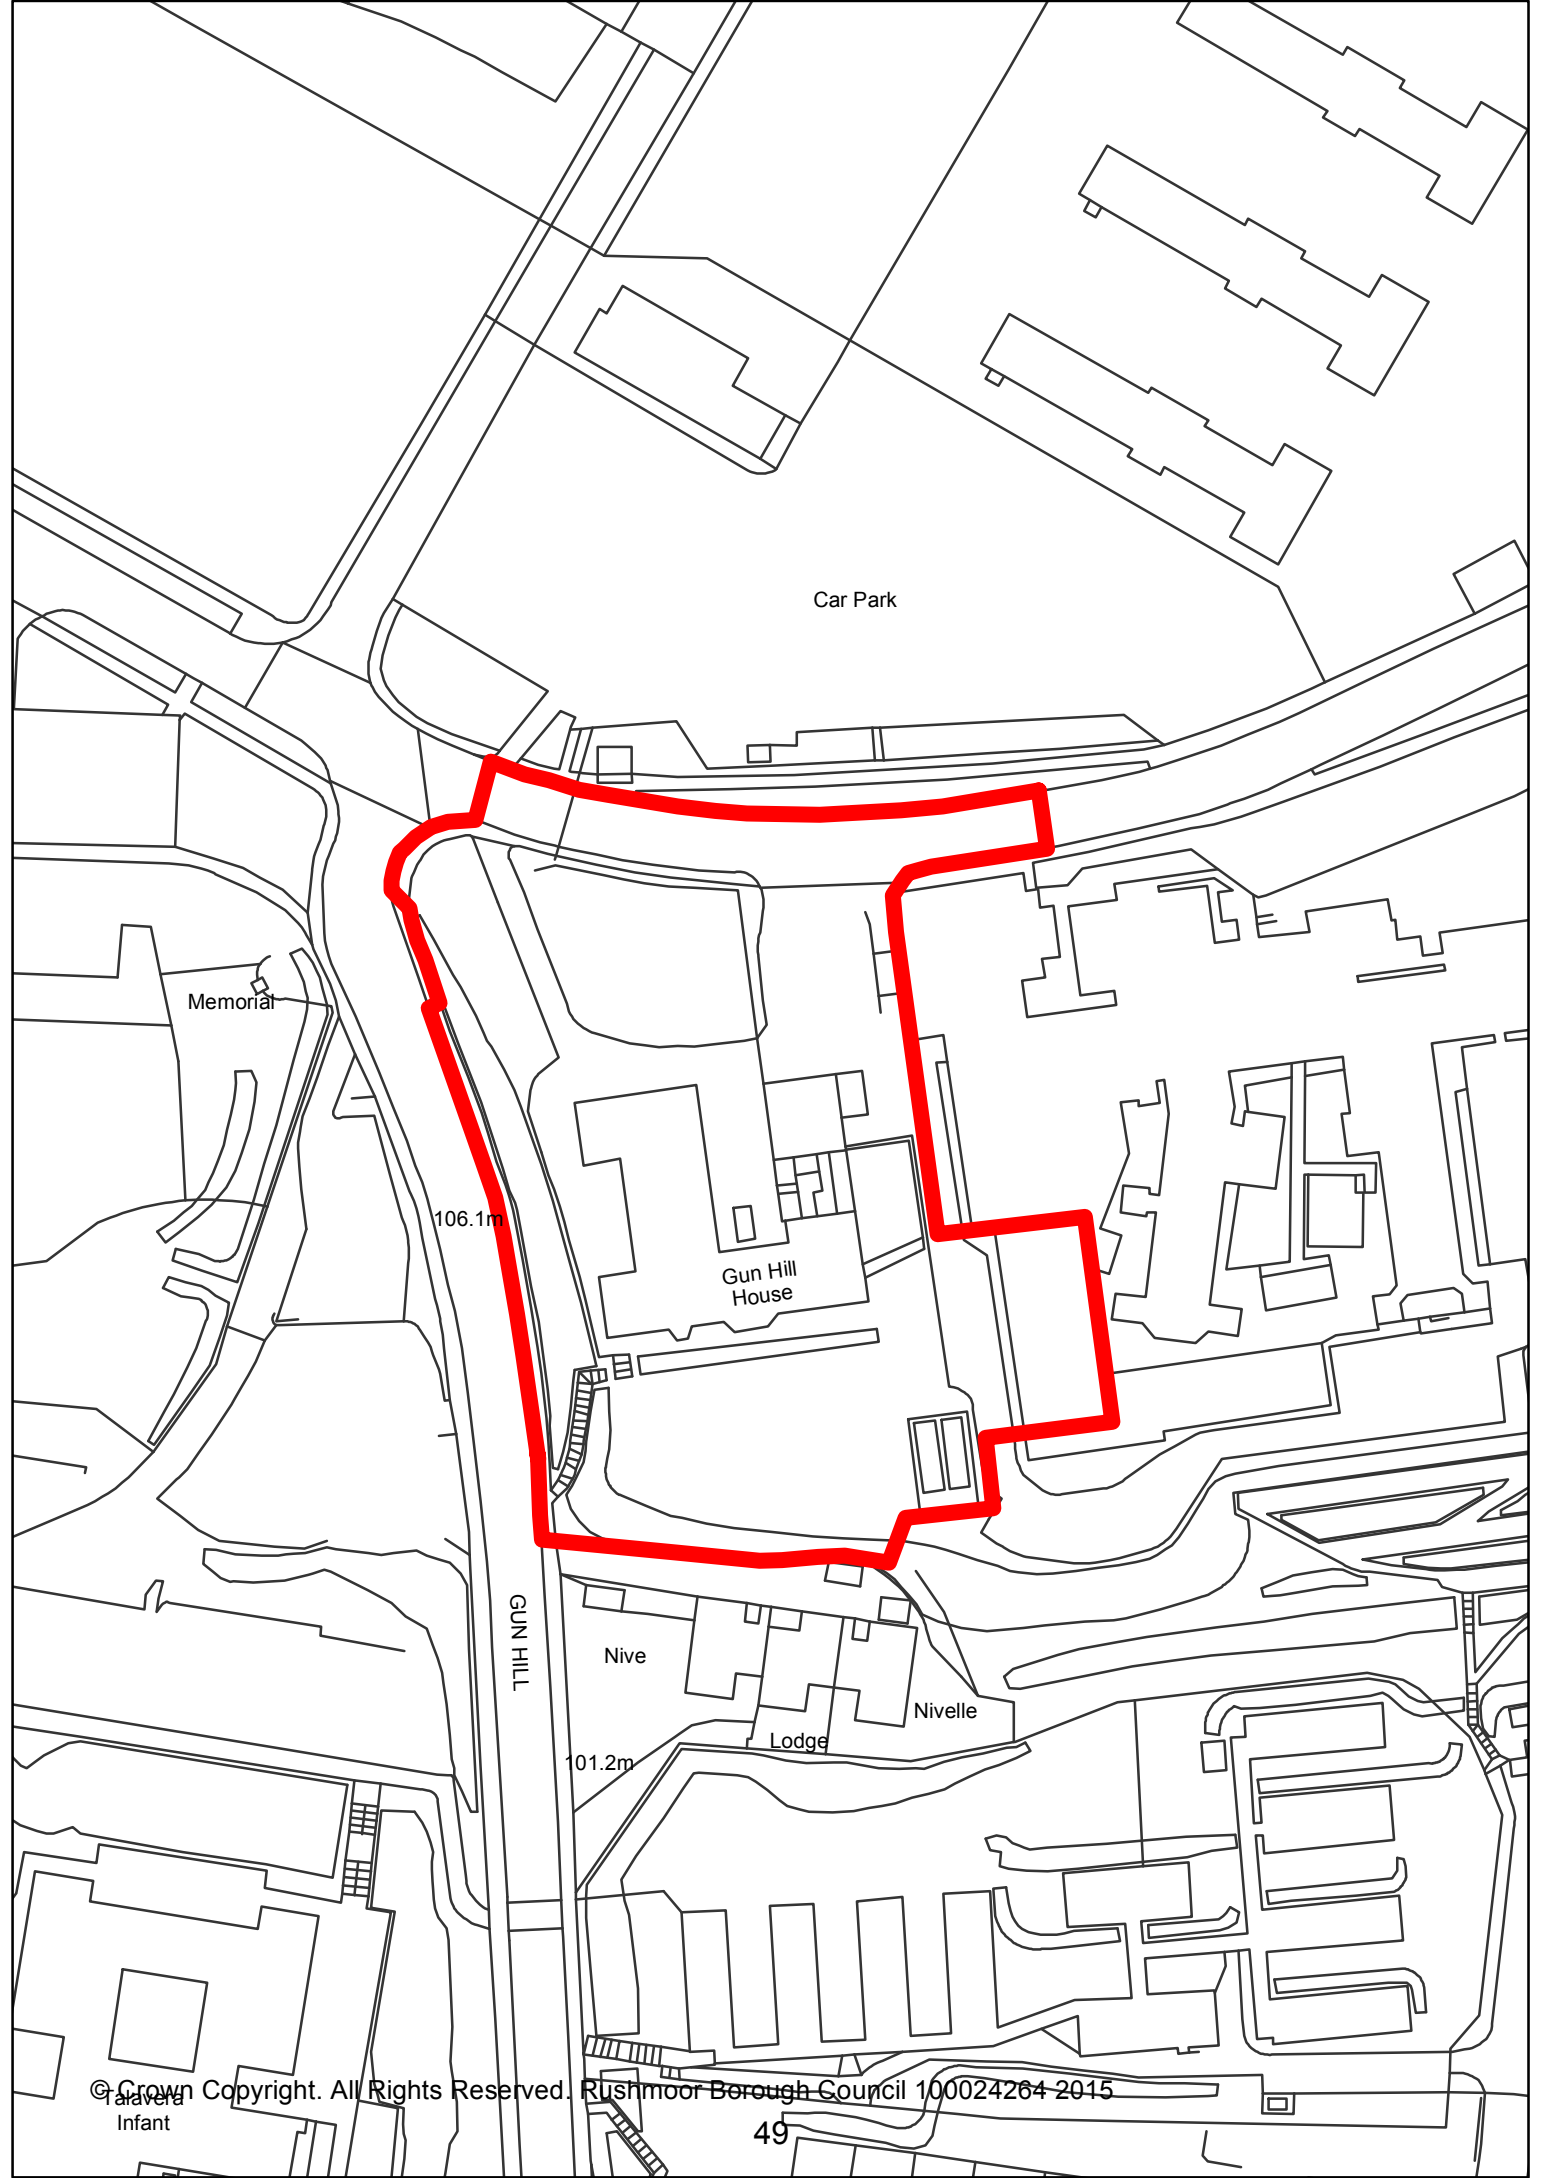 Car Park
Memorial
106.1m
Gun Hill
House
GUN HILL
Nive
Nivelle
Lodge
101.2m
© Crown Copyright. All Rights Reserved. Rushmoor Borough Council 100024264 2015
Talavera
Infant
49